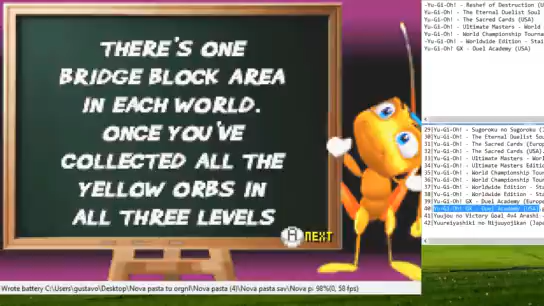 THERE'S ONE
BRIDGE BLOCK AREA
IN EACH WORLD.
ONCE YOU'VE
COLLECTED ALL THE
YELLOW ORBS IN
ALL THREE LEVELS
A NEXT
Wrote battery C:\Users\gustavo\Desktop\Nova pasta to orgnl\Nova pasta (4)\Nova pasta sav\Nova p: 98%(0, 58 fps)
-Yu-Gi-Oh! - Reshef of Destruction (U
Yu-Gi-Oh! - The Eternal Duelist Soul
Yu-Gi-Oh! - The Sacred Cards (USA)
Yu-Gi-Oh! - Ultimate Masters - World
Yu-Gi-Oh! - World Championship Tourna
-Yu-Gi-Oh! - Worldwide Edition - Stai
Yu-Gi-Oh! GX - Duel Academy (USA)
29|Yu-Gi-Oh! - Sugoroku no Sugoroku (J
30|Yu-Gi-Oh! - The Eternal Duelist Sou
31|Yu-Gi-Oh! - The Sacred Cards (Europ
32|Yu-Gi-Oh! - The Sacred Cards (USA).
33|Yu-Gi-Oh! - Ultimate Masters - Worl
34|Yu-Gi-Oh! - Ultimate Masters - Edition
35|Yu-Gi-Oh! - World Championship Tour
36|Yu-Gi-Oh! - World Championship Tour
37|Yu-Gi-Oh! - Worldwide Edition - Sta
38|Yu-Gi-Oh! - Worldwide Edition - Sta
39|Yu-Gi-Oh! GX - Duel Academy (Europe
40|Yu-Gi-Oh! GX - Duel Academy (USA)
41|Yuujou no Victory Goal 4v4 Arashi -
42|Yuureiyashiki no Nijuuyojikan (Jap